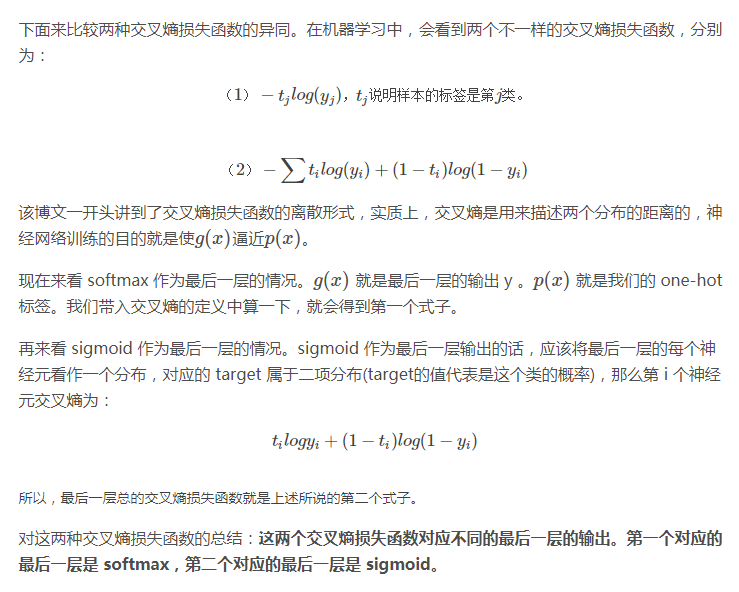 下面来比较两种交叉熵损失函数的异同。在机器学习中，会看到两个不一样的交叉熵损失函数，分别
为：
（1） − t_j log(y_j)，t_j说明样本的标签是第j类。
（2） − ∑ t_i log(y_i) + (1 − t_i)log(1 − y_i)
该博文一开头讲到了交叉熵损失函数的离散形式，实质上，交叉熵是用来描述两个分布的距离的，神
经网络训练的目的就是使g(x)逼近p(x)。
现在来看 softmax 作为最后一层的情况。g(x) 就是最后一层的输出 y 。p(x) 就是我们的 one-hot
标签。我们带入交叉熵的定义中算一下，就会得到第一个式子。
再来看 sigmoid 作为最后一层的情况。sigmoid 作为最后一层输出的话，应该将最后一层的每个神
经元看作一个分布，对应的 target 属于二项分布(target的值代表是这个类的概率)，那么第 i 个神经
元交叉熵为：
t_i logy_i + (1 − t_i)log(1 − y_i)
所以，最后一层总的交叉熵损失函数就是上述所说的第二个式子。
对这两种交叉熵损失函数的总结：这两个交叉熵损失函数对应不同的最后一层的输出。第一个对应的
最后一层是 softmax，第二个对应的最后一层是 sigmoid。